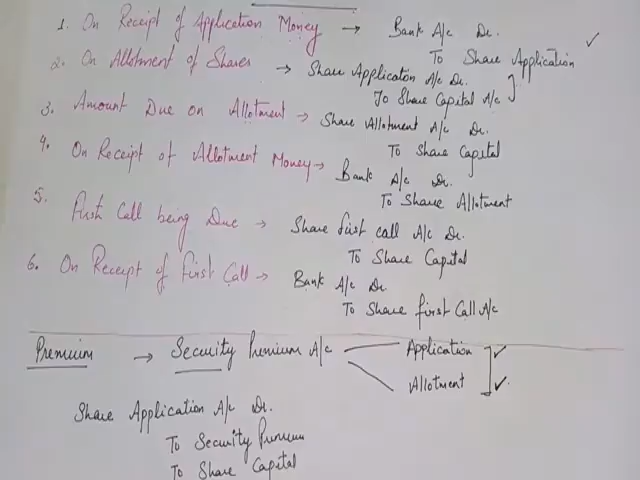 1. On Receipt of Application Money → Bank A/c Dr.
To Share Application
2. On Allotment of Shares → Share Application A/c Dr.
To Share Capital A/c
3. Amount Due on Allotment → Share Allotment A/c Dr.
To Share Capital
4. On Receipt of Allotment Money → Bank A/c Dr.
To Share Allotment
5. First Call being Due → Share first call A/c Dr.
To Share Capital
6. On Receipt of First Call → Bank A/c Dr.
To Share first Call A/c
Premium → Security Premium A/c Application
Allotment
Share Application A/c Dr.
To Security Premium
To Share Capital